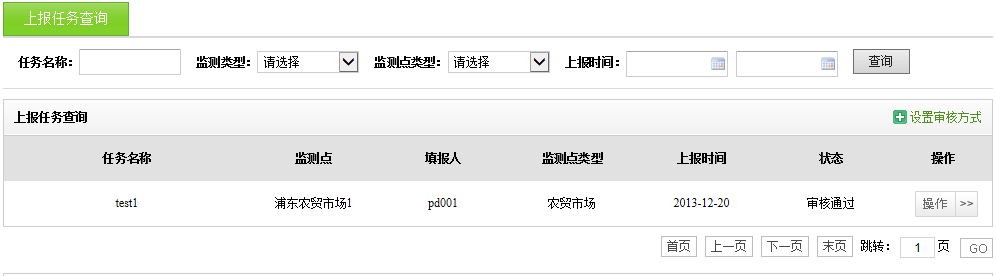 上报任务查询
任务名称: 监测类型: 请选择 监测点类型: 请选择 上报时间: 查询
上报任务查询 设置审核方式
任务名称 监测点 填报人 监测点类型 上报时间 状态 操作
test1 浦东农贸市场1 pd001 农贸市场 2013-12-20 审核通过 操作 >>
首页 上一页 下一页 末页 跳转: 1 页 GO